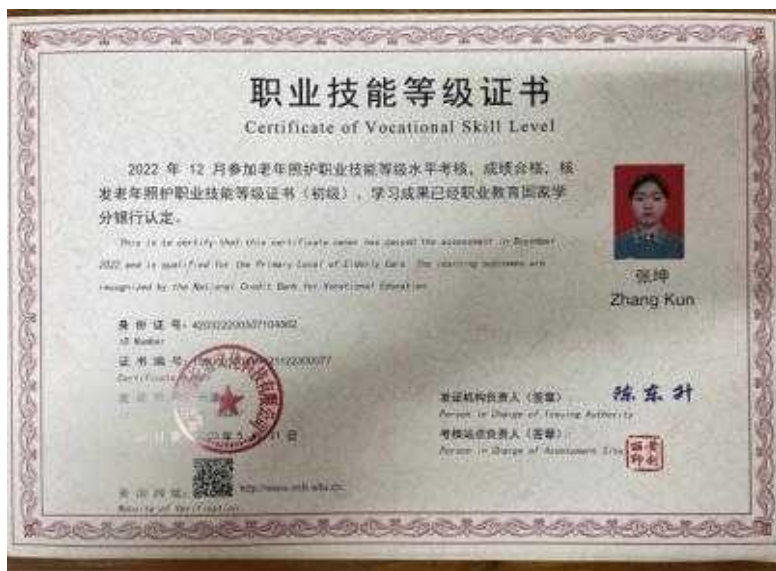 职业技能等级证书
Certificate of Vocational Skill Level
2022 年 12 月参加老年照护职业技能等级水平考核，成绩合格，核
发老年照护职业技能等级证书（初级），学习成果已经职业教育国家学
分银行认定。
This is to certify that this certificate owner has passed the assessment in December
2022 and is qualified for the Primary Level of Elderly Care. The learning outcomes are
recognized by the National Credit Bank for Vocational Education
张坤
Zhang Kun
身 份 证 号：
ID Number
证 书 编 号：
Certificate
发证机构负责人（签章）
陈东升
Person in Charge of Issuing Authority
考核站点负责人（签章）：
Person in Charge of Assessment Site
日